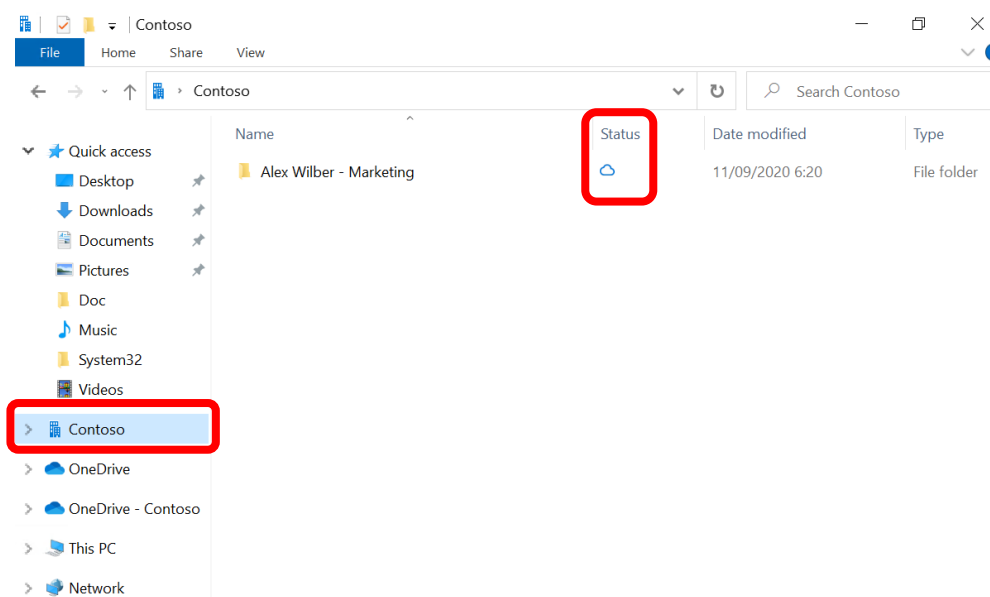 Contoso
File Home Share View
Contoso Search Contoso
Name Status Date modified Type
Quick access
Alex Wilber - Marketing 11/09/2020 6:20 File folder
Desktop
Downloads
Documents
Pictures
Doc
Music
System32
Videos
Contoso
OneDrive
OneDrive - Contoso
This PC
Network